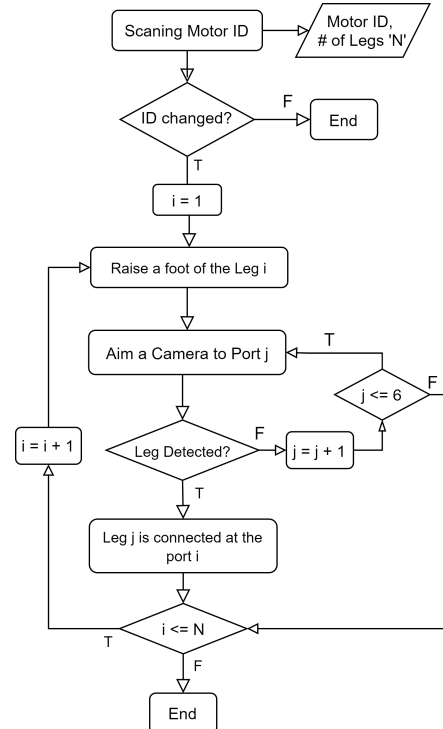 Scaning Motor ID
Motor ID,
# of Legs 'N'
ID changed?
F
End
T
i = 1
Raise a foot of the Leg i
Aim a Camera to Port j
T
j <= 6
F
Leg Detected?
F
j = j + 1
i = i + 1
T
Leg j is connected at the
port i
i <= N
T
F
End